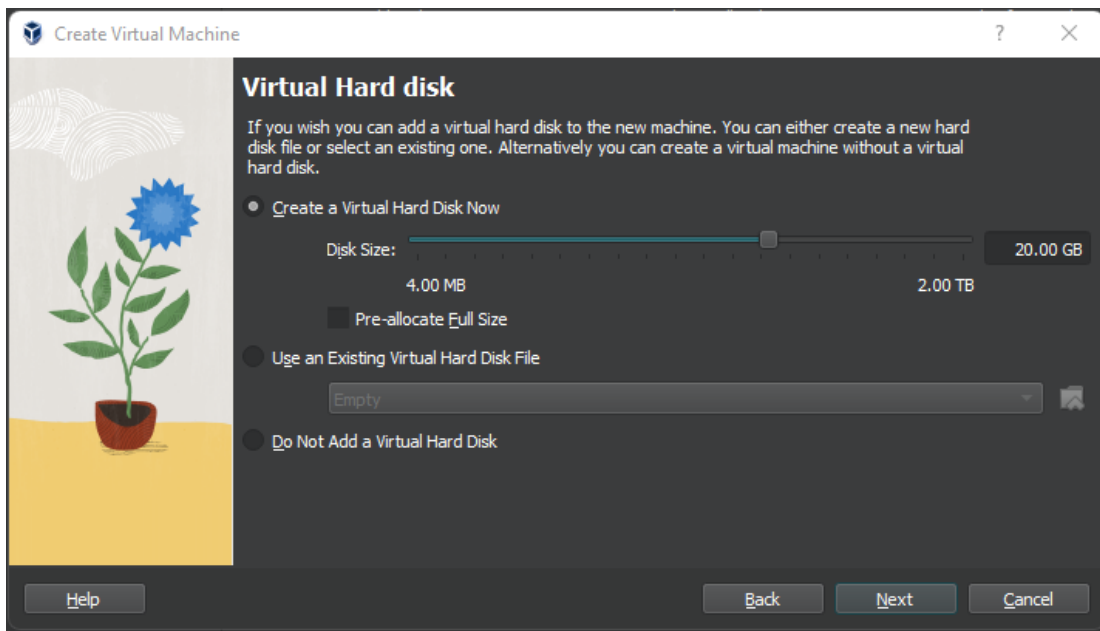 Create Virtual Machine
Virtual Hard disk
If you wish you can add a virtual hard disk to the new machine. You can either create a new hard
disk file or select an existing one. Alternatively you can create a virtual machine without a virtual
hard disk.
Create a Virtual Hard Disk Now
Disk Size:
20.00 GB
4.00 MB
2.00 TB
Pre-allocate Full Size
Use an Existing Virtual Hard Disk File
Empty
Do Not Add a Virtual Hard Disk
Help
Back
Next
Cancel